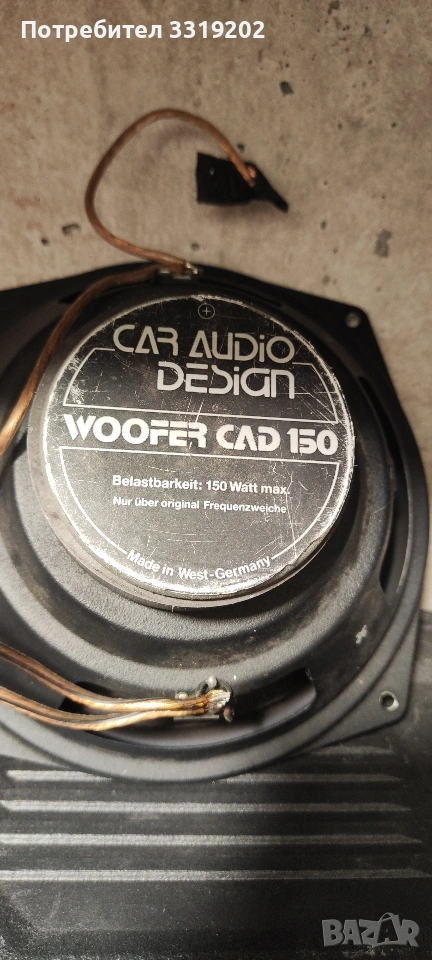 Потребител 3319202
CAR AUDIO
DESIGN
WOOFER CAD 150
Belastbarkeit: 150 Watt max.
Nur über original Frequenzweiche
Made in West-Germany
BAZAR